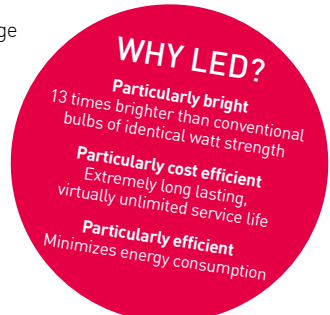 ge
WHY LED?
Particularly bright
13 times brighter than conventional
bulbs of identical watt strength
Particularly cost efficient
Extremely long lasting,
virtually unlimited service life
Particularly efficient
Minimizes energy consumption